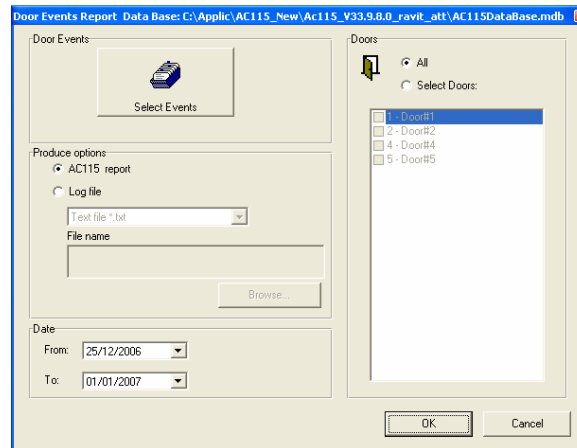 Door Events Report Data Base: C:\Applic\AC115_New\Ac115_V33.9.8.0_ravit_att\AC115DataBase.mdb
Door Events
Select Events
Produce options
AC115 report
Log file
Text file *.txt
File name
Browse...
Date
From: 25/12/2006
To: 01/01/2007
Doors
All
Select Doors:
1 - Door#1
2 - Door#2
4 - Door#4
5 - Door#5
OK
Cancel